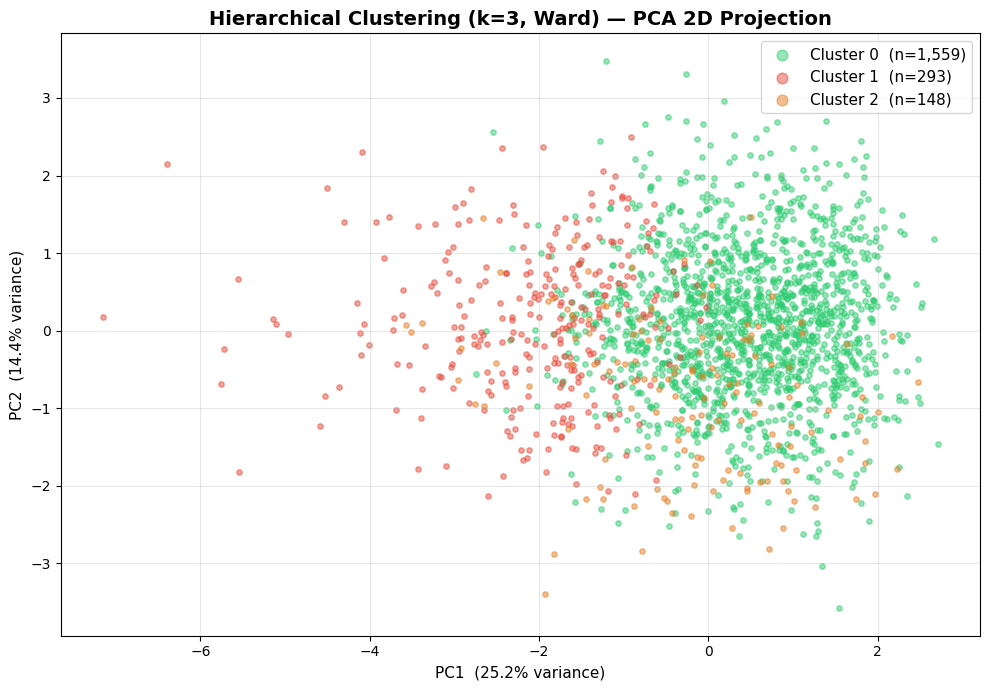 Hierarchical Clustering (k=3, Ward) — PCA 2D Projection
Cluster 0 (n=1,559)
Cluster 1 (n=293)
Cluster 2 (n=148)
PC2 (14.4% variance)
3
2
1
0
−1
−2
−3
−6
−4
−2
0
2
PC1 (25.2% variance)